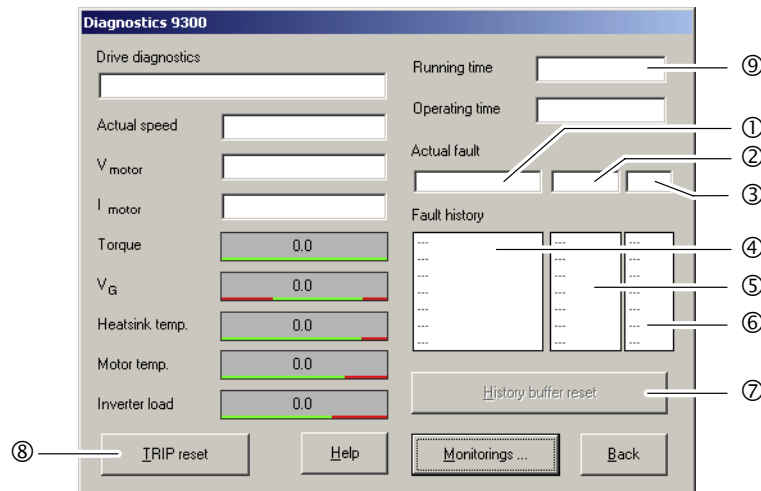 Diagnostics 9300
Drive diagnostics
Actual speed
V motor
I motor
Torque 0.0
VG 0.0
Heatsink temp. 0.0
Motor temp. 0.0
Inverter load 0.0
Running time ⑨
Operating time
Actual fault ① ② ③
Fault history
--- --- --- ④
--- --- ---
--- --- --- ⑤
--- --- ---
--- --- --- ⑥
--- --- ---
--- --- ---
History buffer reset ⑦
⑧ TRIP reset Help Monitorings ... Back